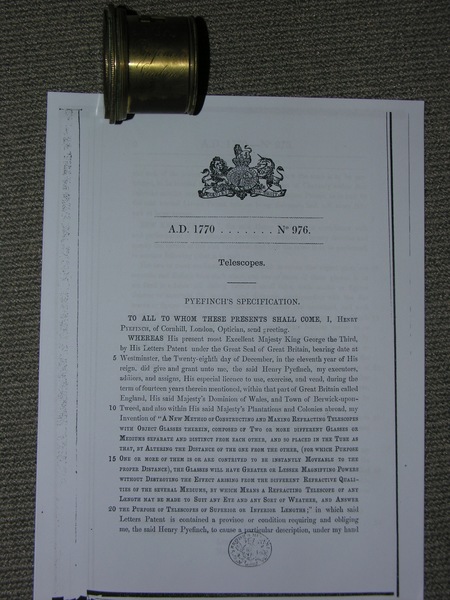 A.D. 1770 . . . . . . . Nº 976.
Telescopes.
PYEFINCH'S SPECIFICATION.
TO ALL TO WHOM THESE PRESENTS SHALL COME, I, HENRY
PYEFINCH, of Cornhill, London, Optician, send greeting.
WHEREAS His present most Excellent Majesty King George the Third,
by His Letters Patent under the Great Seal of Great Britain, bearing date at
5 Westminster, the Twenty-eighth day of December, in the eleventh year of His
reign, did give and grant unto me, the said Henry Pyefinch, my executors,
addiors, and assigns, His especial licence to use, exercise, and vend, during the
term of fourteen years therein mentioned, within that part of Great Britain called
England, His said Majesty's Dominion of Wales, and Town of Berwick-upon-
10 Tweed, and also within His said Majesty's Plantations and Colonies abroad, my
Invention of "A NEW METHOD OF CONSTRUCTING AND MAKING REFRACTING TELESCOPES
WITH OBJECT GLASSES THEREIN, COMPOSED OF TWO OR MORE DIFFERENT GLASSES OR
MEDIUMS SEPARATE AND DISTINCT FROM EACH OTHER, AND SO PLACED IN THE TUBE AS
THAT, BY ALTERING THE DISTANCE OF THE ONE FROM THE OTHER, (FOR WHICH PURPOSE
15 ONE OR MORE OF THEM IS OR ARE CONTRIVED TO BE INSTANTLY MOVEABLE TO THE
PROPER DISTANCE), THE GLASSES WILL HAVE GREATER OR LESSER MAGNIFYING POWERS
WITHOUT DESTROYING THE EFFECT ARISING FROM THE DIFFERENT REFRACTIVE QUALI-
TIES OF THE SEVERAL MEDIUMS, BY WHICH MEANS A REFRACTING TELESCOPE OF ANY
LENGTH MAY BE MADE TO SUIT ANY EYE AND ANY SORT OF WEATHER, AND ANSWER
20 THE PURPOSE OF TELESCOPES OF SUPERIOR OR INFERIOR LENGTHS;" in which said
Letters Patent is contained a proviso or condition requiring and obliging
me, the said Henry Pyefinch, to cause a particular description, under my hand